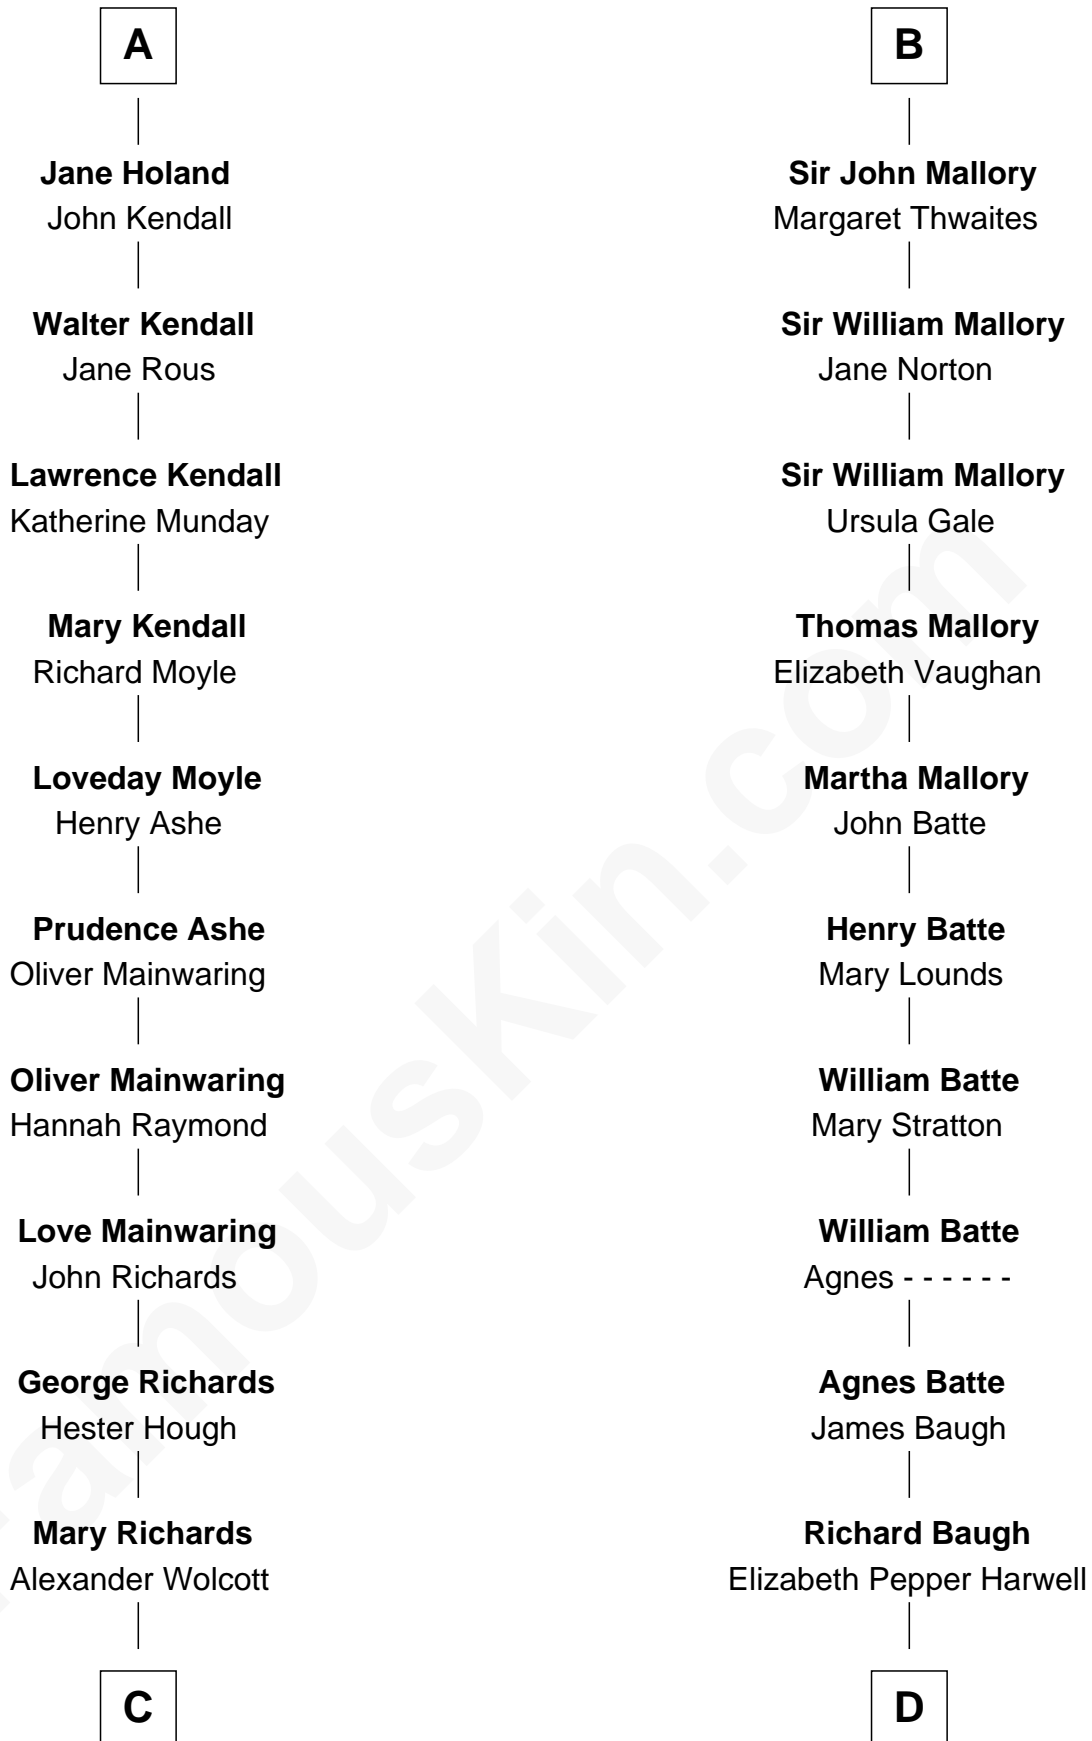 A
Jane Holand
John Kendall
Walter Kendall
Jane Rous
Lawrence Kendall
Katherine Munday
Mary Kendall
Richard Moyle
Loveday Moyle
Henry Ashe
Prudence Ashe
Oliver Mainwaring
Oliver Mainwaring
Hannah Raymond
Love Mainwaring
John Richards
George Richards
Hester Hough
Mary Richards
Alexander Wolcott
C
B
Sir John Mallory
Margaret Thwaites
Sir William Mallory
Jane Norton
Sir William Mallory
Ursula Gale
Thomas Mallory
Elizabeth Vaughan
Martha Mallory
John Batte
Henry Batte
Mary Lounds
William Batte
Mary Stratton
William Batte
Agnes - - - - - -
Agnes Batte
James Baugh
Richard Baugh
Elizabeth Pepper Harwell
D
FamousKin.com